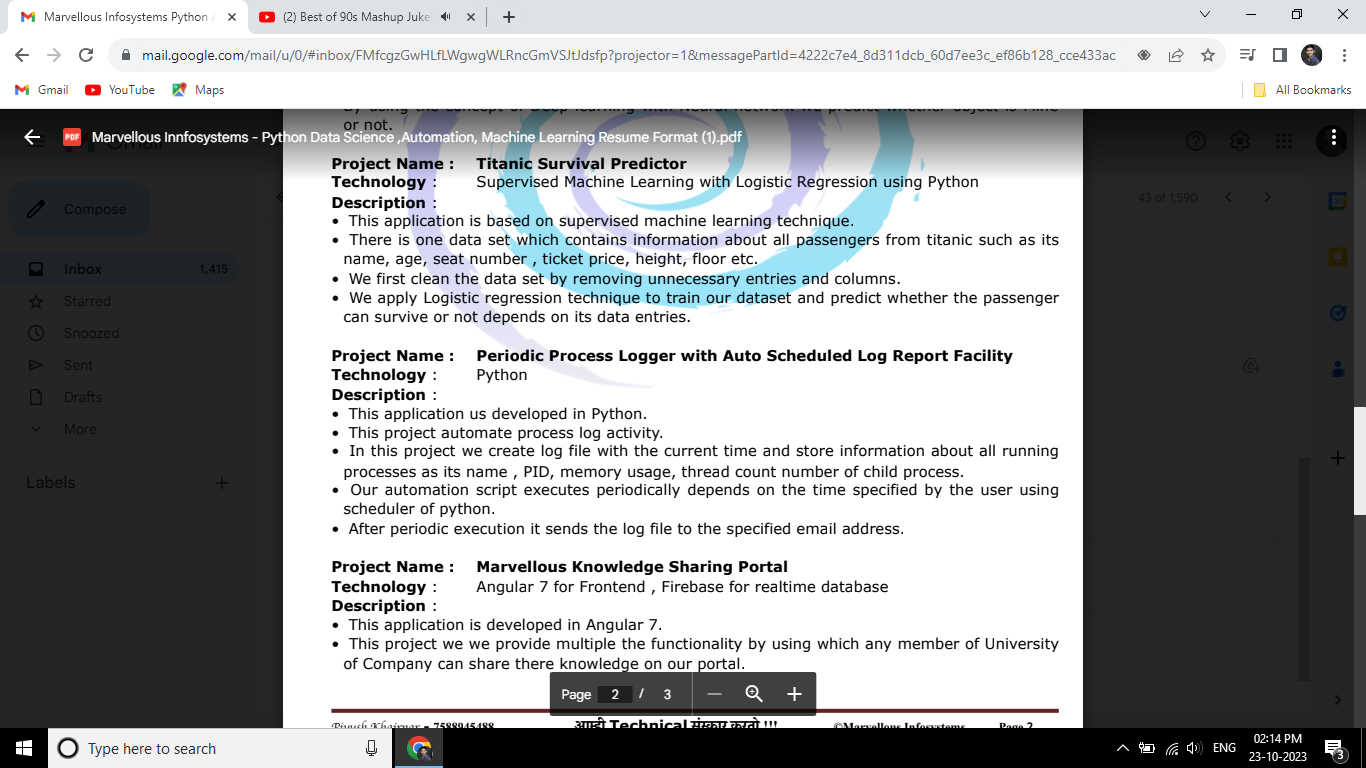 Marvellous Infosystems Python
(2) Best of 90s Mashup Juke
mail.google.com/mail/u/0/#inbox/FMfcgzGwHLfLWgwgWLRncGmVSJtJdsfp?projector=1&messagePartId=4222c7e4_8d311dcb_60d7ee3c_ef86b128_cce433ac
Gmail
YouTube
Maps
All Bookmarks
or not.
PDF
Marvellous Innfosystems - Python Data Science ,Automation, Machine Learning Resume Format (1).pdf
Gmail
Compose
43 of 1,590
Inbox 1,415
Starred
Snoozed
Sent
Drafts
More
Labels
Project Name : Titanic Survival Predictor
Technology : Supervised Machine Learning with Logistic Regression using Python
Description :
• This application is based on supervised machine learning technique.
• There is one data set which contains information about all passengers from titanic such as its
name, age, seat number , ticket price, height, floor etc.
• We first clean the data set by removing unnecessary entries and columns.
• We apply Logistic regression technique to train our dataset and predict whether the passenger
can survive or not depends on its data entries.
Project Name : Periodic Process Logger with Auto Scheduled Log Report Facility
Technology : Python
Description :
• This application us developed in Python.
• This project automate process log activity.
• In this project we create log file with the current time and store information about all running
processes as its name , PID, memory usage, thread count number of child process.
• Our automation script executes periodically depends on the time specified by the user using
scheduler of python.
• After periodic execution it sends the log file to the specified email address.
Project Name : Marvellous Knowledge Sharing Portal
Technology : Angular 7 for Frontend , Firebase for realtime database
Description :
• This application is developed in Angular 7.
• This project we we provide multiple the functionality by using which any member of University
of Company can share there knowledge on our portal.
Page 2 / 3
Piyush Khairnar - 7588945488 आम्ही Technical संस्कार करतो !!! ©Marvellous Infosystems Page 2
Type here to search
ENG
02:14 PM
23-10-2023
3